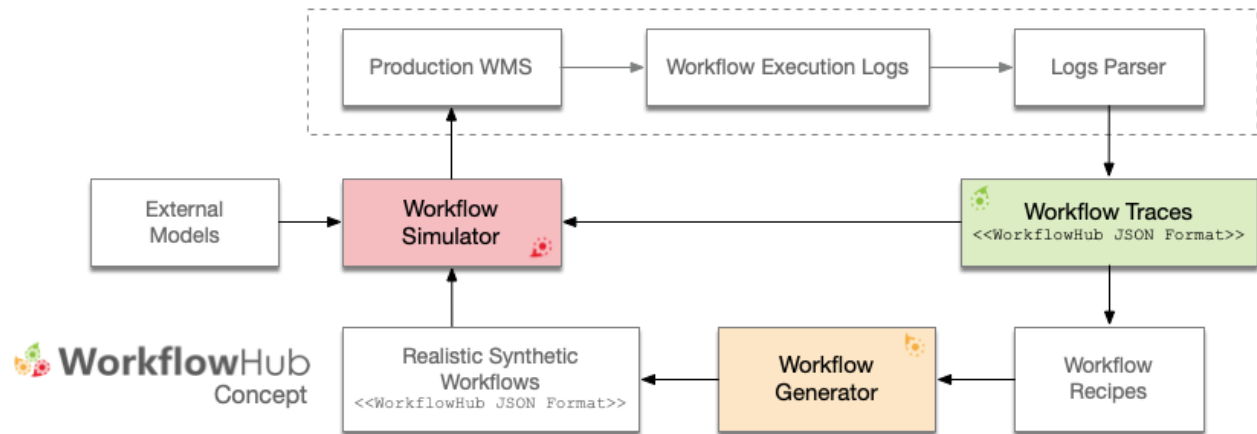 Production WMS
Workflow Execution Logs
Logs Parser
External
Models
Workflow
Simulator
Workflow Traces
<<WorkflowHub JSON Format>>
WorkflowHub
Concept
Realistic Synthetic
Workflows
<<WorkflowHub JSON Format>>
Workflow
Generator
Workflow
Recipes